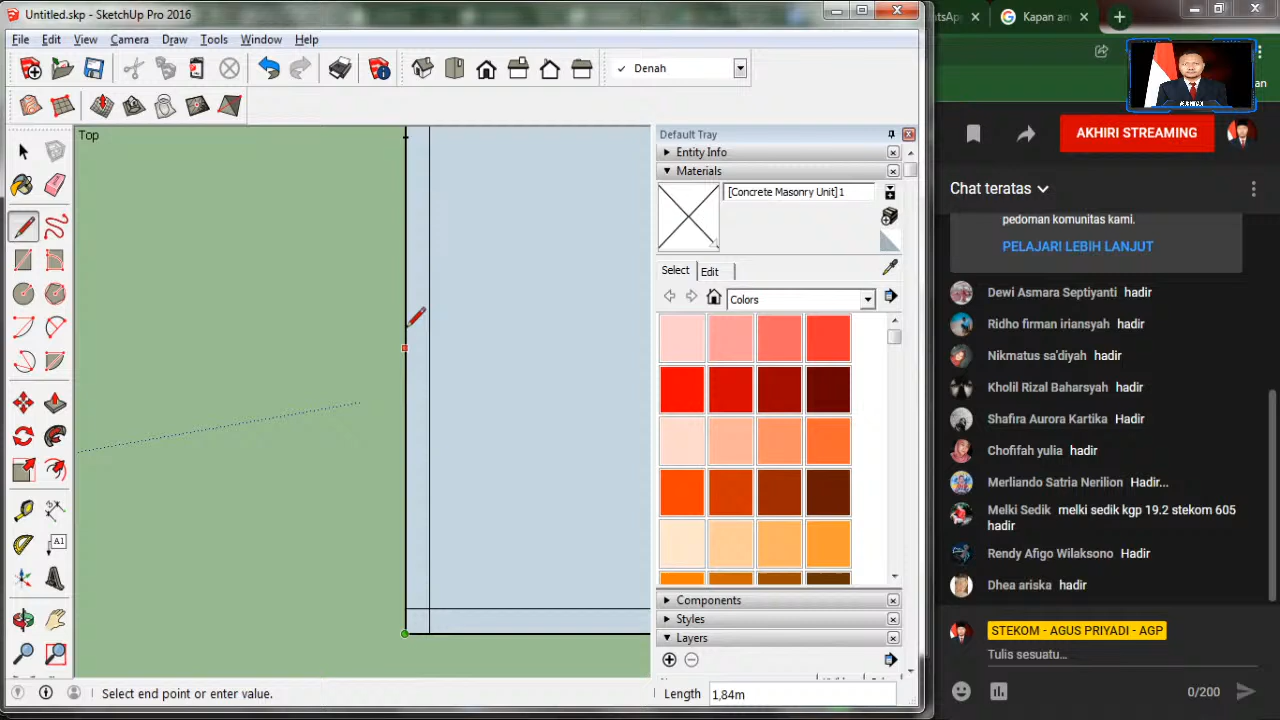 Untitled.skp - SketchUp Pro 2016
File Edit View Camera Draw Tools Window Help
✓ Denah
Top
Default Tray
Entity Info
Materials
[Concrete Masonry Unit]1
Select Edit
Colors
Components
Styles
Layers
A1
Select end point or enter value.
Length 1,84m
Kapan an
AKHIRI STREAMING
Chat teratas
pedoman komunitas kami.
PELAJARI LEBIH LANJUT
Dewi Asmara Septiyanti hadir
Ridho firman iriansyah hadir
Nikmatus sa'diyah hadir
Kholil Rizal Baharsyah hadir
Shafira Aurora Kartika Hadir
Chofifah yulia hadir
Merliando Satria Nerilion Hadir...
Melki Sedik melki sedik kgp 19.2 stekom 605
hadir
Rendy Afigo Wilaksono Hadir
Dhea ariska hadir
STEKOM - AGUS PRIYADI - AGP
Tulis sesuatu...
0/200